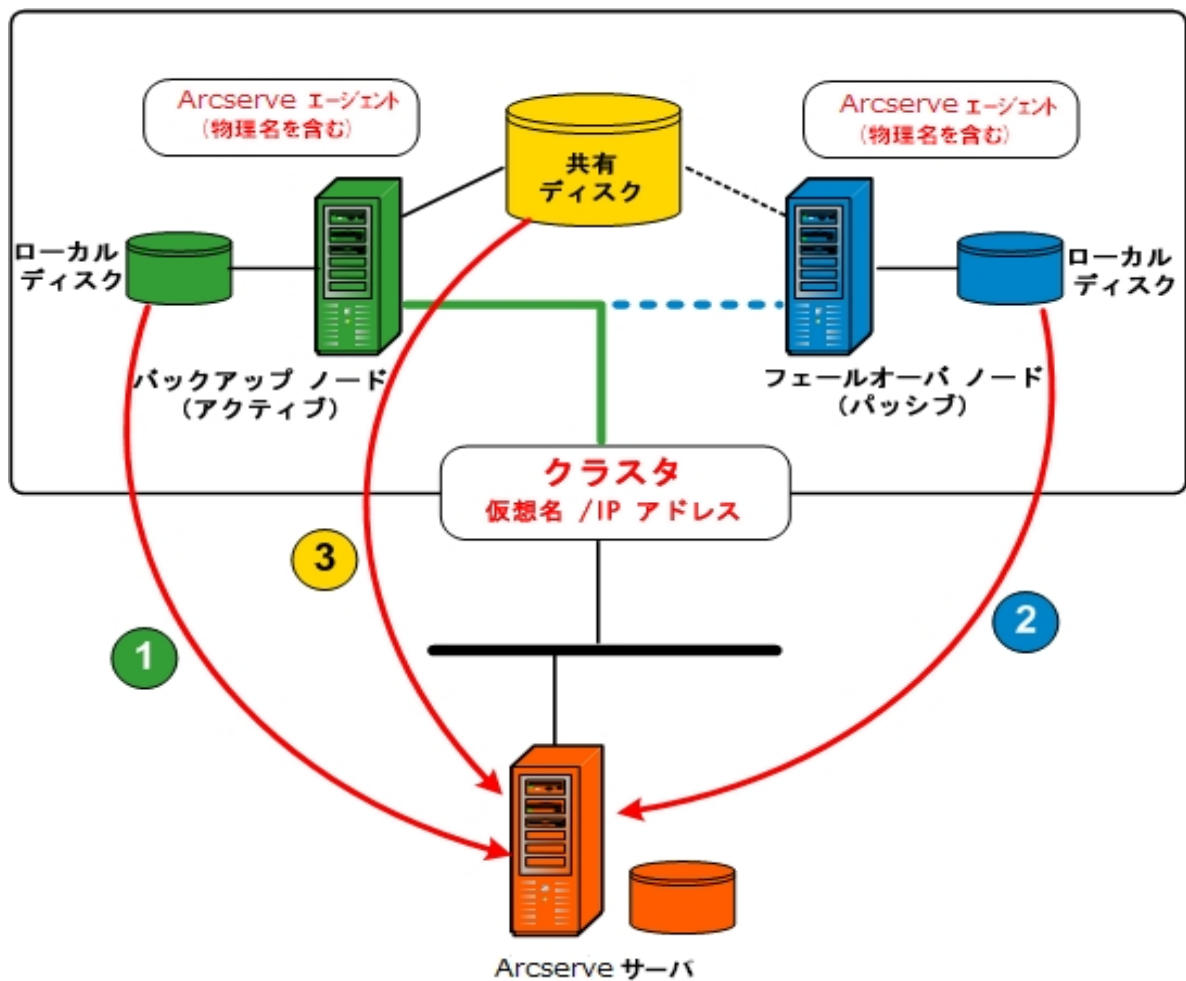 Arcserve エージェント
(物理名を含む)
Arcserve エージェント
(物理名を含む)
共有
ディスク
ローカル
ディスク
ローカル
ディスク
バックアップ ノード
(アクティブ)
フェールオーバ ノード
(パッシブ)
クラスタ
仮想名 /IP アドレス
3
1
2
Arcserve サーバ